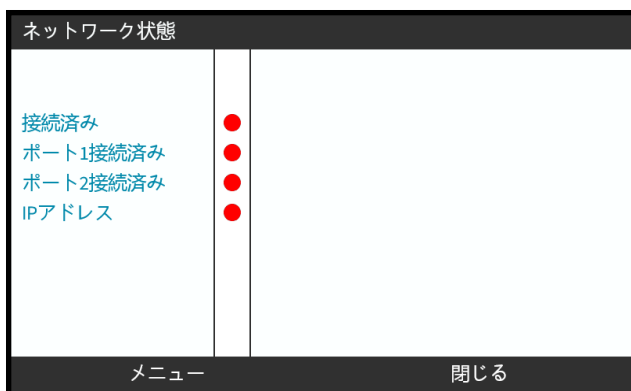 ネットワーク状態
接続済み
ポート1接続済み
ポート2接続済み
IPアドレス
メニュー
閉じる